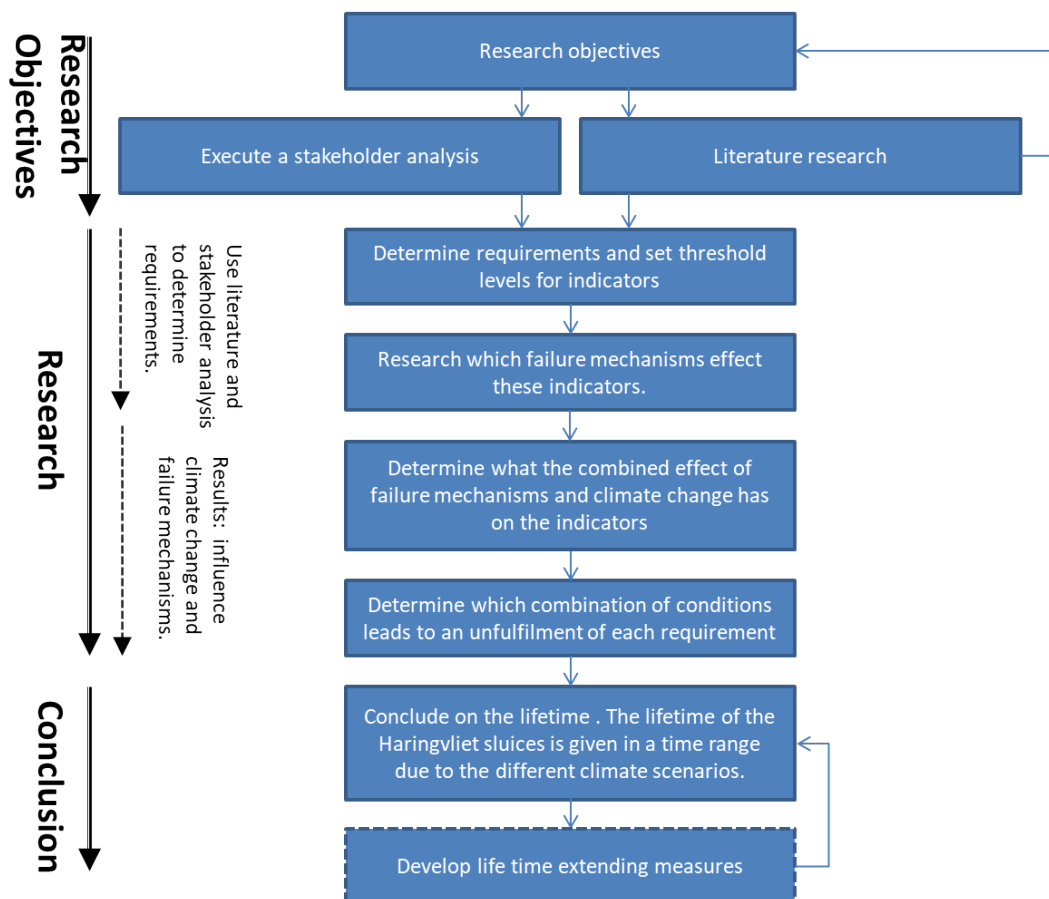 Research
Objectives
Research objectives
Execute a stakeholder analysis
Literature research
Research
Use literature and
stakeholder analysis
to determine
requirements.
Determine requirements and set threshold
levels for indicators
Research which failure mechanisms effect
these indicators.
Results: influence
climate change and
failure mechanisms.
Determine what the combined effect of
failure mechanisms and climate change has
on the indicators
Determine which combination of conditions
leads to an unfulfilment of each requirement
Conclusion
Conclude on the lifetime . The lifetime of the
Haringvliet sluices is given in a time range
due to the different climate scenarios.
Develop life time extending measures